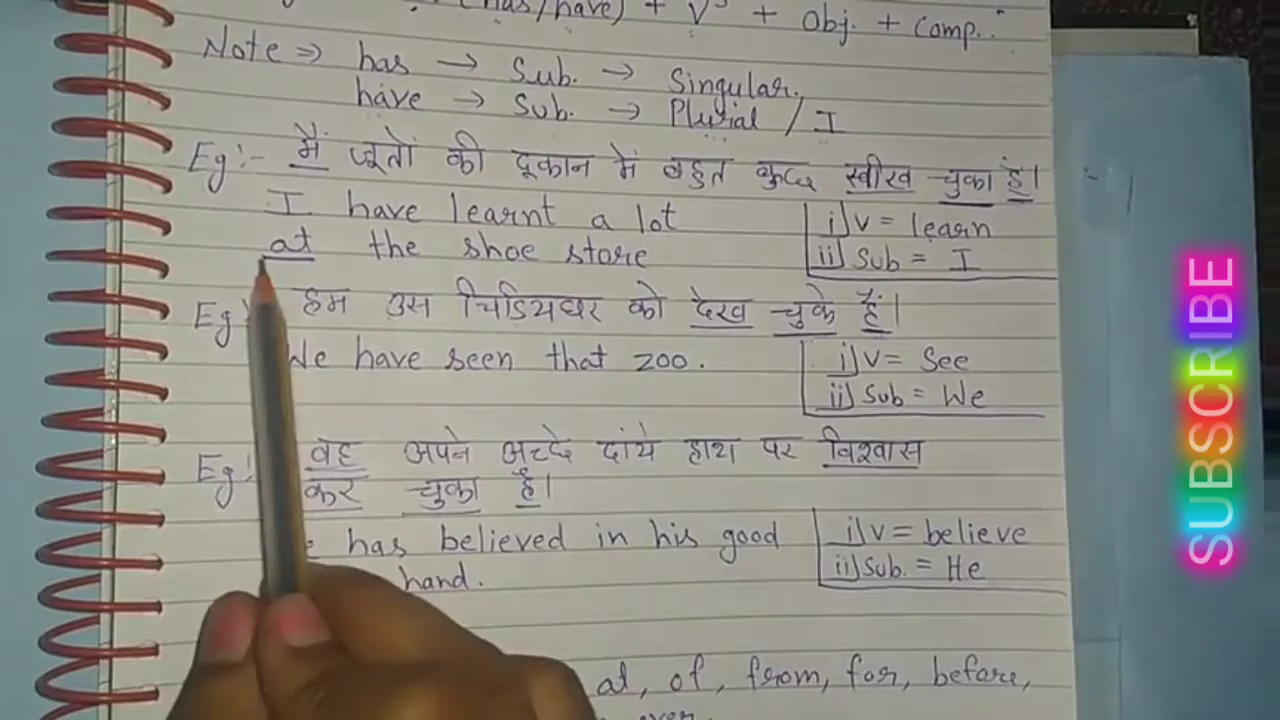 (has/have) + V³ + Obj. + Comp.
Note ⇒ has → Sub. → Singular.
have → Sub. → Plurial / I
Eg:- मैं जूतों की दूकान में बहुत कुछ सीख चुका हूं।
I have learnt a lot
at the shoe store
i) V = learn
ii) Sub = I
Eg हम उस चिडियघर को देख चुके हैं।
We have seen that zoo.
i) V = See
ii) Sub = We
Eg:- वह अपने अच्छे दांये हाथ पर विश्वास
कर चुका है।
has believed in his good
hand.
i) V = believe
ii) Sub. = He
at, of, from, for, before,
SUBSCRIBE